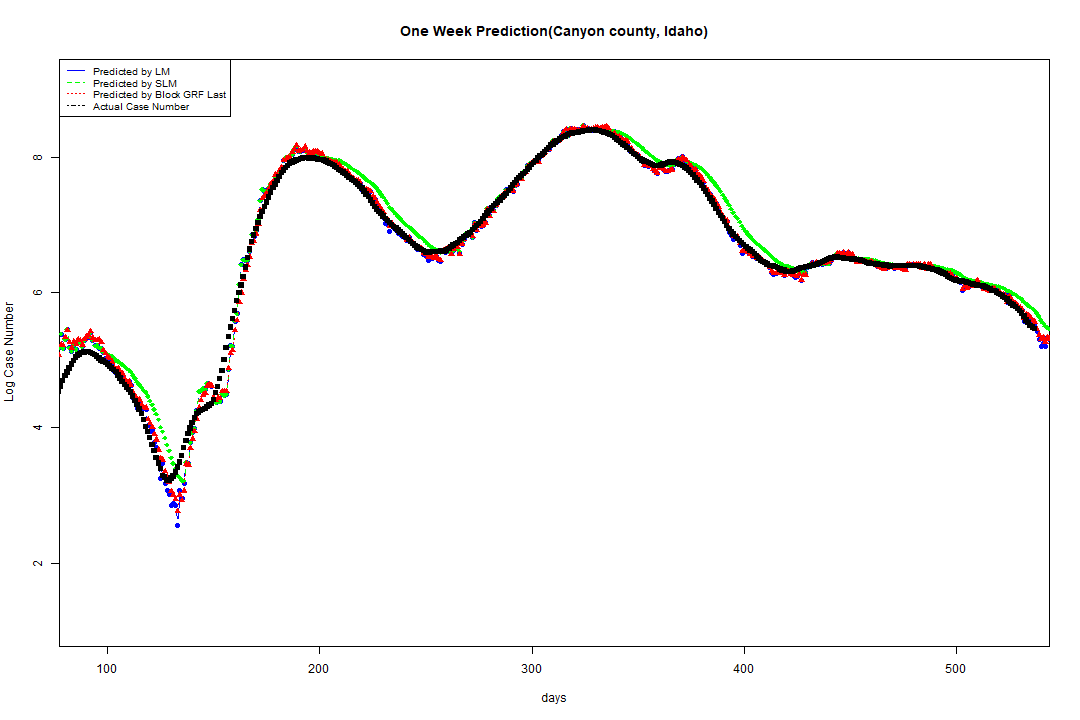 One Week Prediction(Canyon county, Idaho)
Predicted by LM
Predicted by SLM
Predicted by Block GRF Last
Actual Case Number
8
6
4
2
Log Case Number
100 200 300 400 500
days